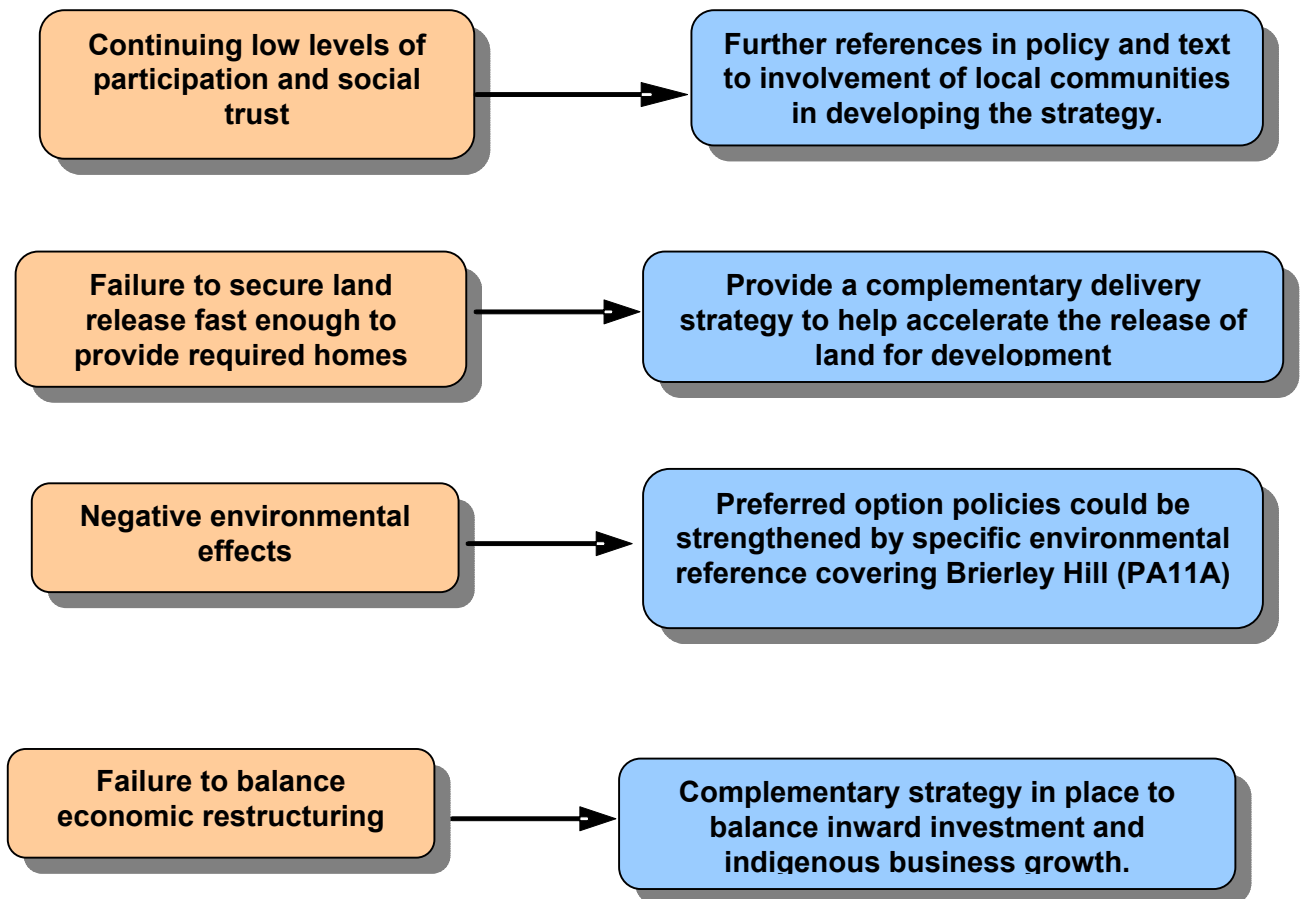 Continuing low levels of
participation and social
trust
Further references in policy and text
to involvement of local communities
in developing the strategy.
Failure to secure land
release fast enough to
provide required homes
Provide a complementary delivery
strategy to help accelerate the release of
land for development
Negative environmental
effects
Preferred option policies could be
strengthened by specific environmental
reference covering Brierley Hill (PA11A)
Failure to balance
economic restructuring
Complementary strategy in place to
balance inward investment and
indigenous business growth.